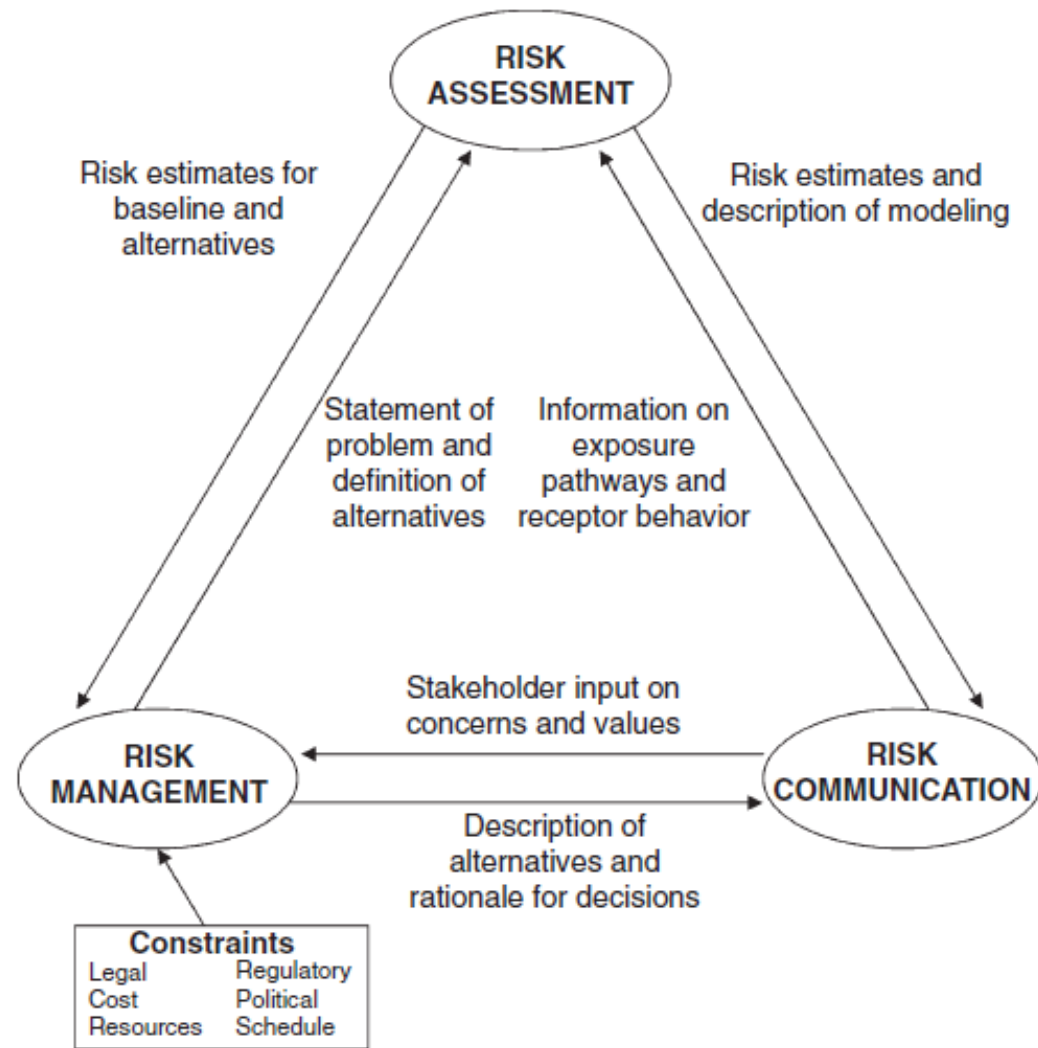 RISK
ASSESSMENT
Risk estimates for
baseline and
alternatives
Risk estimates and
description of modeling
Statement of
problem and
definition of
alternatives
Information on
exposure
pathways and
receptor behavior
Stakeholder input on
concerns and values
RISK
MANAGEMENT
RISK
COMMUNICATION
Description of
alternatives and
rationale for decisions
Constraints
Legal Regulatory
Cost Political
Resources Schedule